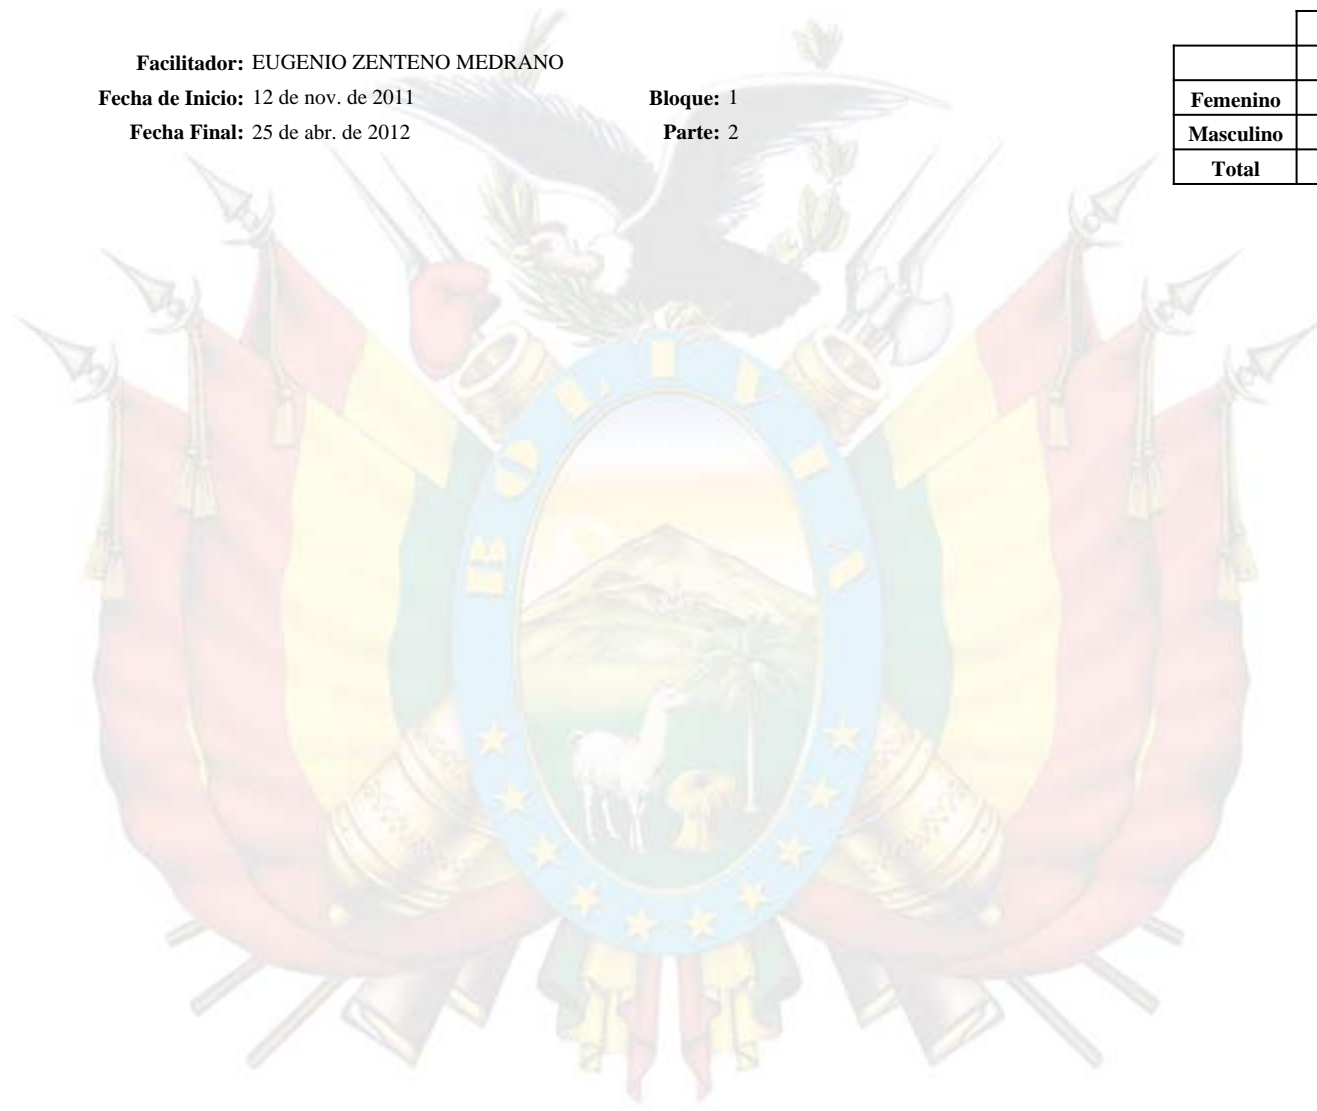 Facilitador: EUGENIO ZENTENO MEDRANO
Fecha de Inicio: 12 de nov. de 2011 Bloque: 1
Fecha Final: 25 de abr. de 2012 Parte: 2
Femenino
Masculino
Total
BOLIVIA